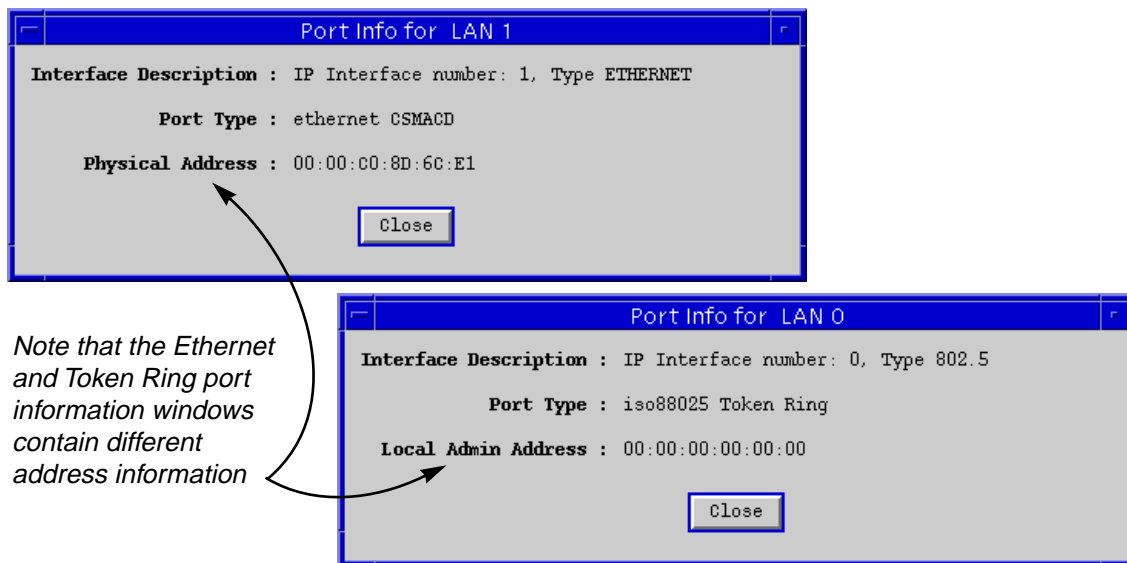 Port Info for LAN 1
Interface Description : IP Interface number: 1, Type ETHERNET
Port Type : ethernet CSMACD
Physical Address : 00:00:C0:8D:6C:E1
Close
Note that the Ethernet
and Token Ring port
information windows
contain different
address information
Port Info for LAN 0
Interface Description : IP Interface number: 0, Type 802.5
Port Type : iso88025 Token Ring
Local Admin Address : 00:00:00:00:00:00
Close